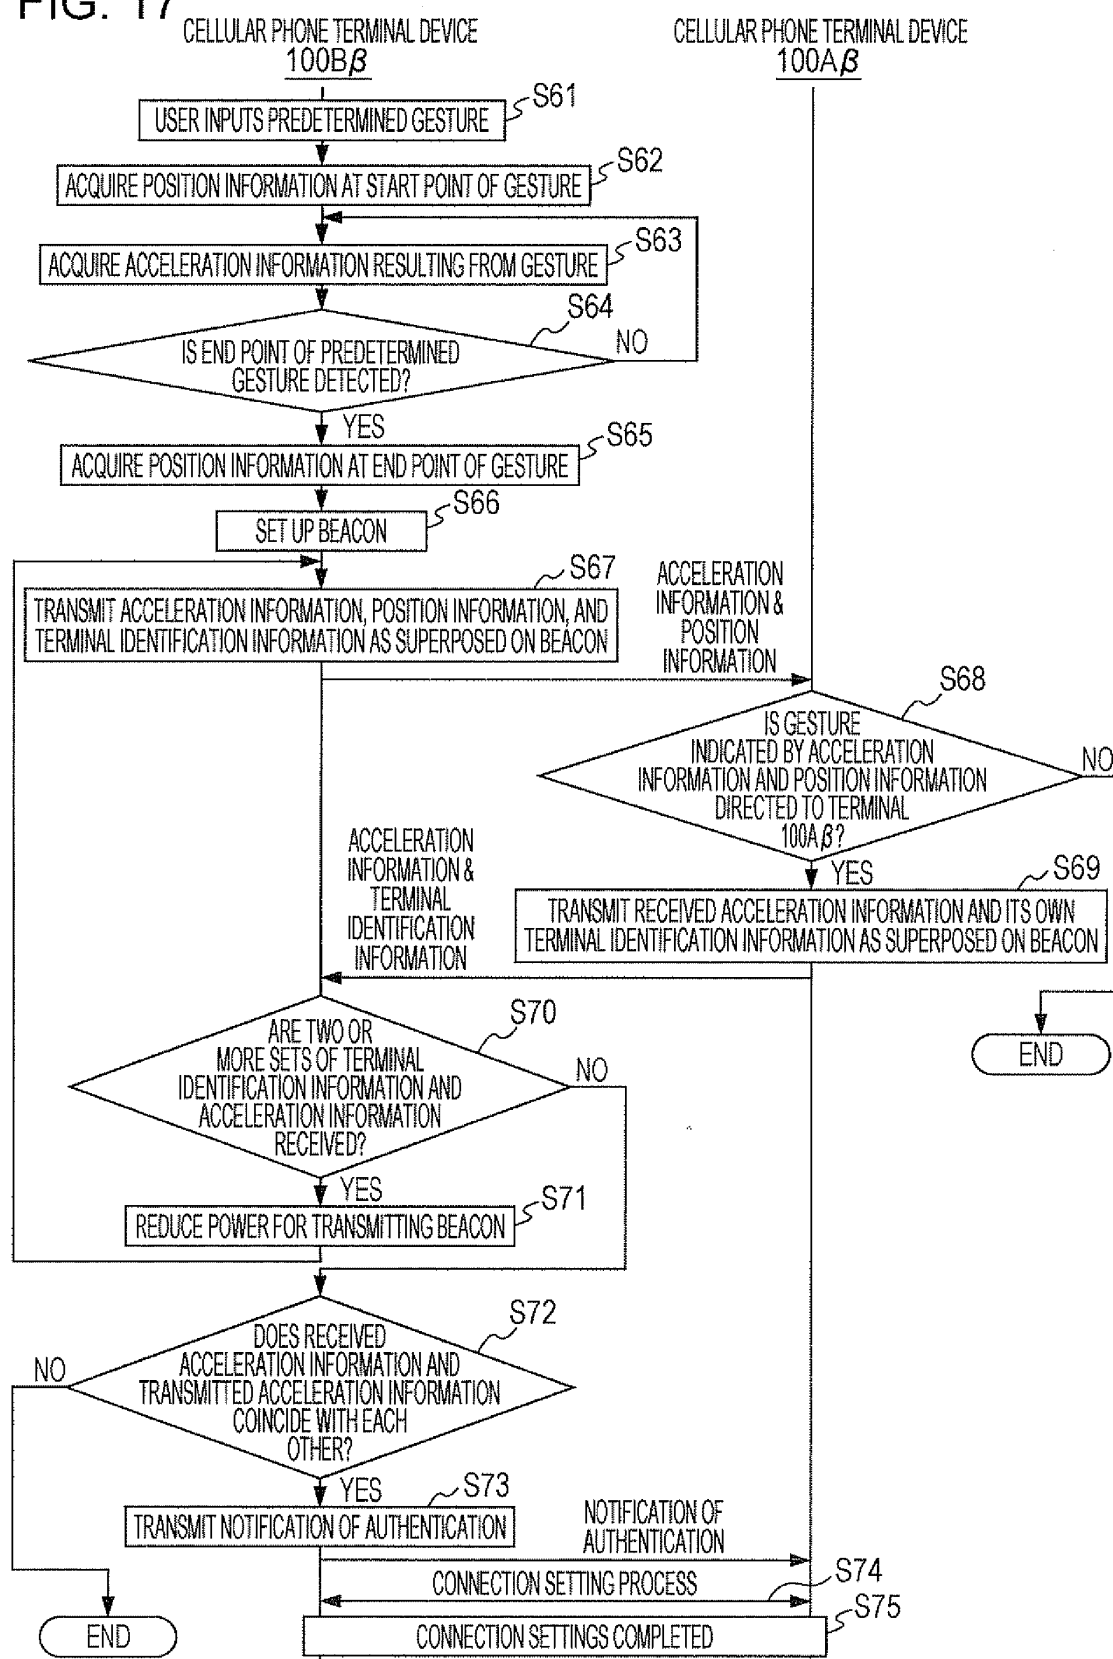 FIG. 17
CELLULAR PHONE TERMINAL DEVICE
100Bβ
CELLULAR PHONE TERMINAL DEVICE
100Aβ
S61
USER INPUTS PREDETERMINED GESTURE
S62
ACQUIRE POSITION INFORMATION AT START POINT OF GESTURE
S63
ACQUIRE ACCELERATION INFORMATION RESULTING FROM GESTURE
S64
IS END POINT OF PREDETERMINED
GESTURE DETECTED?
NO
YES
S65
ACQUIRE POSITION INFORMATION AT END POINT OF GESTURE
S66
SET UP BEACON
S67
TRANSMIT ACCELERATION INFORMATION, POSITION INFORMATION, AND
TERMINAL IDENTIFICATION INFORMATION AS SUPERPOSED ON BEACON
ACCELERATION
INFORMATION &
POSITION
INFORMATION
S68
IS GESTURE
INDICATED BY ACCELERATION
INFORMATION AND POSITION INFORMATION
DIRECTED TO TERMINAL
100Aβ?
NO
YES
S69
TRANSMIT RECEIVED ACCELERATION INFORMATION AND ITS OWN
TERMINAL IDENTIFICATION INFORMATION AS SUPERPOSED ON BEACON
ACCELERATION
INFORMATION &
TERMINAL
IDENTIFICATION
INFORMATION
END
S70
ARE TWO OR
MORE SETS OF TERMINAL
IDENTIFICATION INFORMATION AND
ACCELERATION INFORMATION
RECEIVED?
NO
YES
S71
REDUCE POWER FOR TRANSMITTING BEACON
S72
DOES RECEIVED
ACCELERATION INFORMATION AND
TRANSMITTED ACCELERATION INFORMATION
COINCIDE WITH EACH
OTHER?
NO
YES
S73
TRANSMIT NOTIFICATION OF AUTHENTICATION
NOTIFICATION OF
AUTHENTICATION
S74
CONNECTION SETTING PROCESS
S75
CONNECTION SETTINGS COMPLETED
END